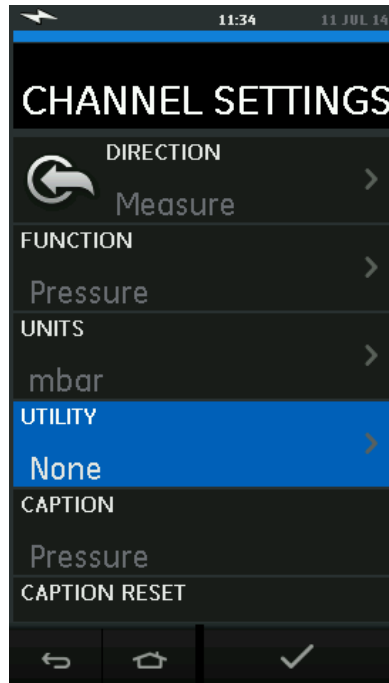 11:34 11 JUL 14
CHANNEL SETTINGS
DIRECTION
Measure
FUNCTION
Pressure
UNITS
mbar
UTILITY
None
CAPTION
Pressure
CAPTION RESET